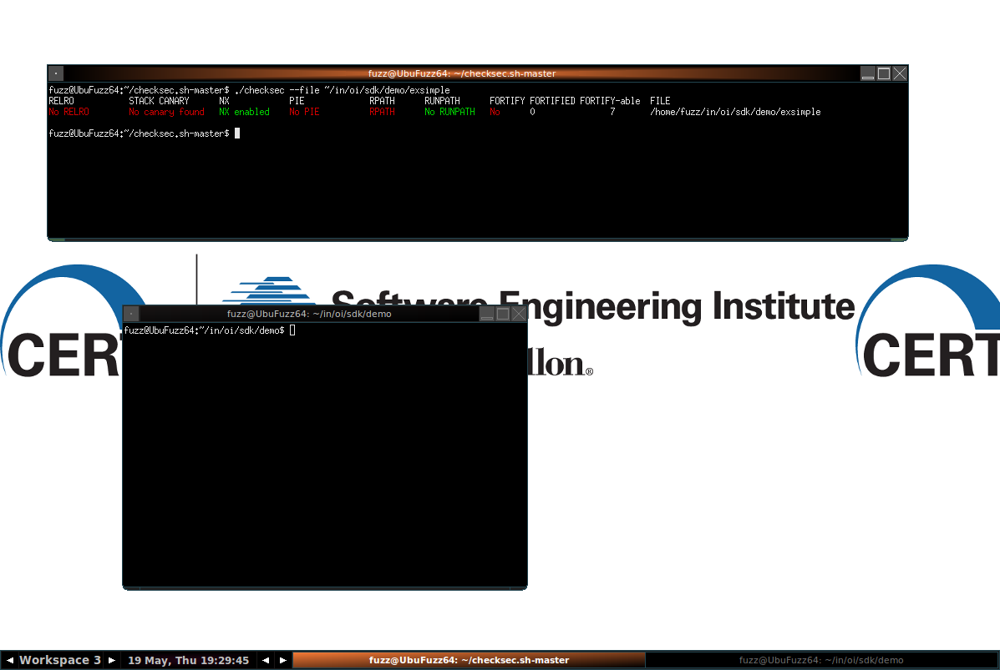 fuzz@UbuFuzz64: ~/checksec.sh-master
fuzz@UbuFuzz64:~/checksec.sh-master$ ./checksec --file ~/in/oi/sdk/demo/exsimple
RELRO STACK CANARY NX PIE RPATH RUNPATH FORTIFY FORTIFIED FORTIFY-able FILE
No RELRO No canary found NX enabled No PIE RPATH No RUNPATH No 0 7 /home/fuzz/in/oi/sdk/demo/exsimple
fuzz@UbuFuzz64:~/checksec.sh-master$
Software Engineering Institute
CERT
CERT
fuzz@UbuFuzz64: ~/in/oi/sdk/demo
fuzz@UbuFuzz64:~/in/oi/sdk/demo$
Workspace 3 19 May, Thu 19:29:45 fuzz@UbuFuzz64: ~/checksec.sh-master fuzz@UbuFuzz64: ~/in/oi/sdk/demo